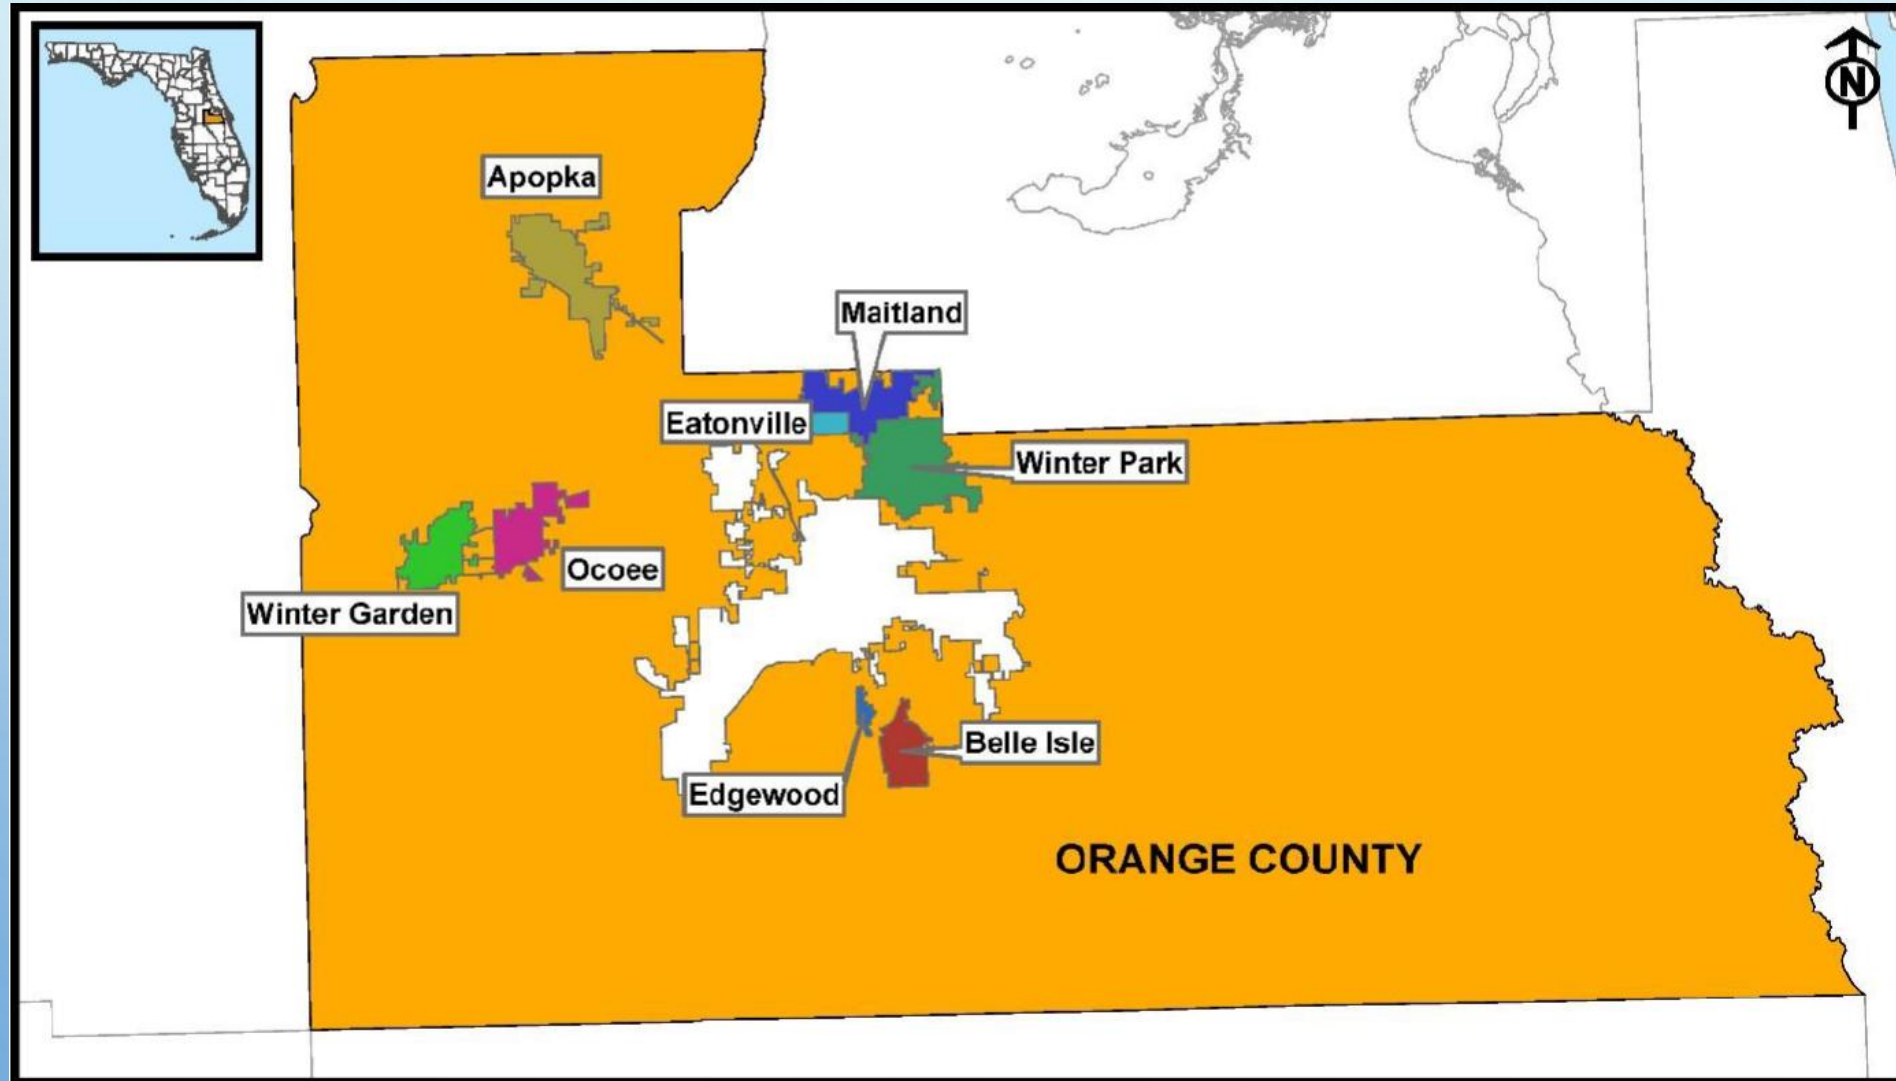 N
Apopka
Maitland
Eatonville
Winter Park
Ocoee
Winter Garden
Belle Isle
Edgewood
ORANGE COUNTY